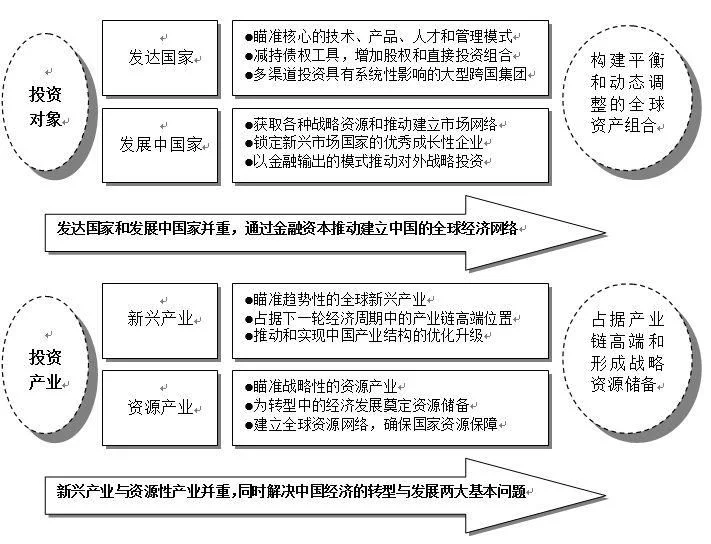 投资
对象
发达国家
●瞄准核心的技术、产品、人才和管理模式
●减持债权工具，增加股权和直接投资组合
●多渠道投资具有系统性影响的大型跨国集团
发展中国家
●获取各种战略资源和推动建立市场网络
●锁定新兴市场国家的优秀成长性企业
●以金融输出的模式推动对外战略投资
构建平衡
和动态调
整的全球
资产组合
发达国家和发展中国家并重，通过金融资本推动建立中国的全球经济网络
投资
产业
新兴产业
●瞄准趋势性的全球新兴产业
●占据下一轮经济周期中的产业链高端位置
●推动和实现中国产业结构的优化升级
资源产业
●瞄准战略性的资源产业
●为转型中的经济发展奠定资源储备
●建立全球资源网络，确保国家资源保障
占据产业
链高端和
形成战略
资源储备
新兴产业与资源性产业并重，同时解决中国经济的转型与发展两大基本问题